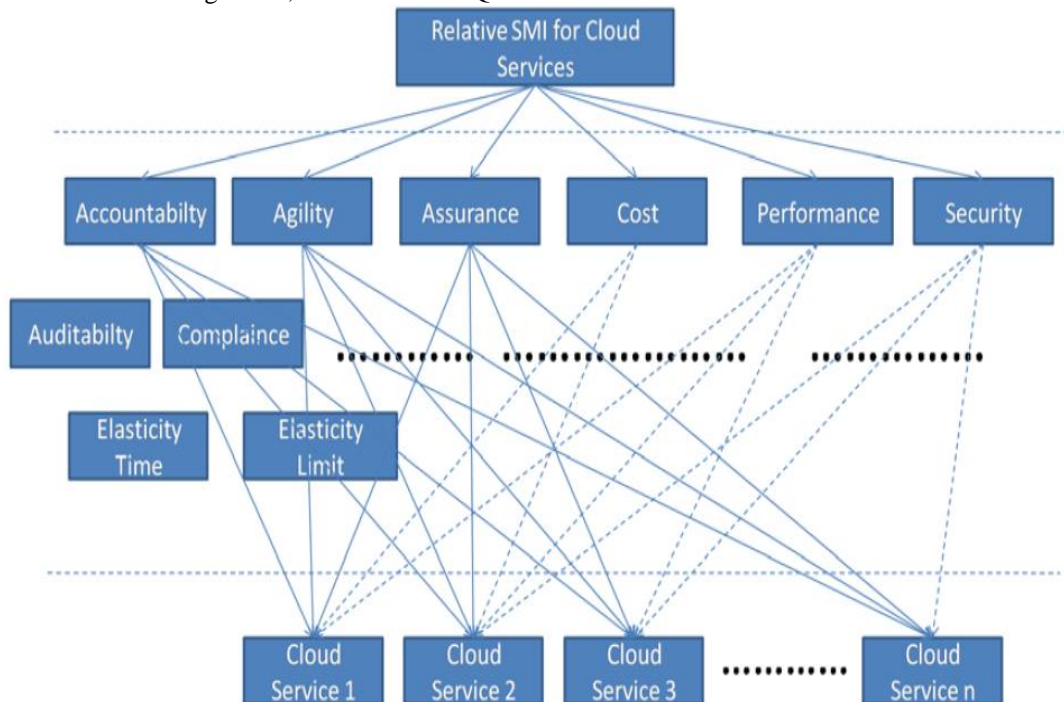 Relative SMI for Cloud
Services
Accountabilty
Agility
Assurance
Cost
Performance
Security
Auditabilty
Complaince
Elasticity
Time
Elasticity
Limit
Cloud
Service 1
Cloud
Service 2
Cloud
Service 3
Cloud
Service n